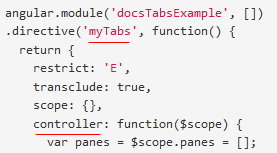 angular.module('docsTabsExample', [])
.directive('myTabs', function() {
return {
restrict: 'E',
transclude: true,
scope: {},
controller: function($scope) {
var panes = $scope.panes = [];